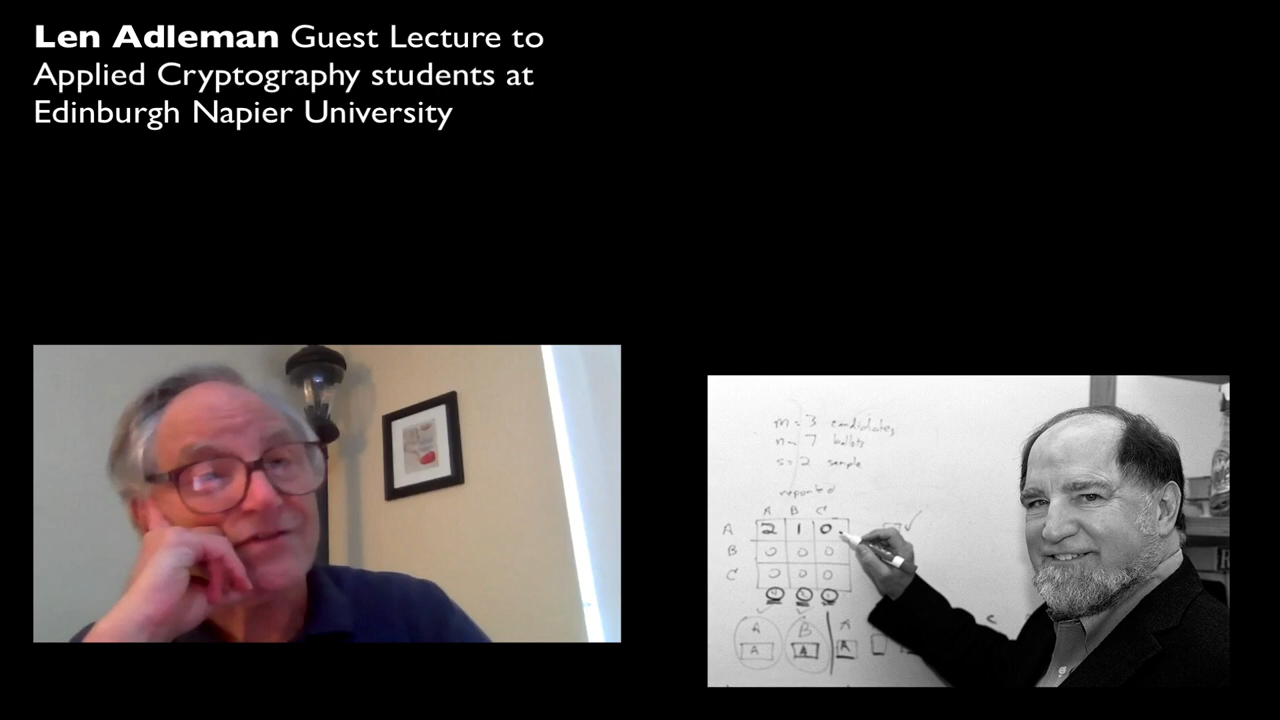 Len Adleman Guest Lecture to
Applied Cryptography students at
Edinburgh Napier University
m = 3 candidates
n = 7 ballots
s = 2 sample
reported
A B C
A 2 1 0
B 0 0 0
C 0 0 0
A B A
A A A